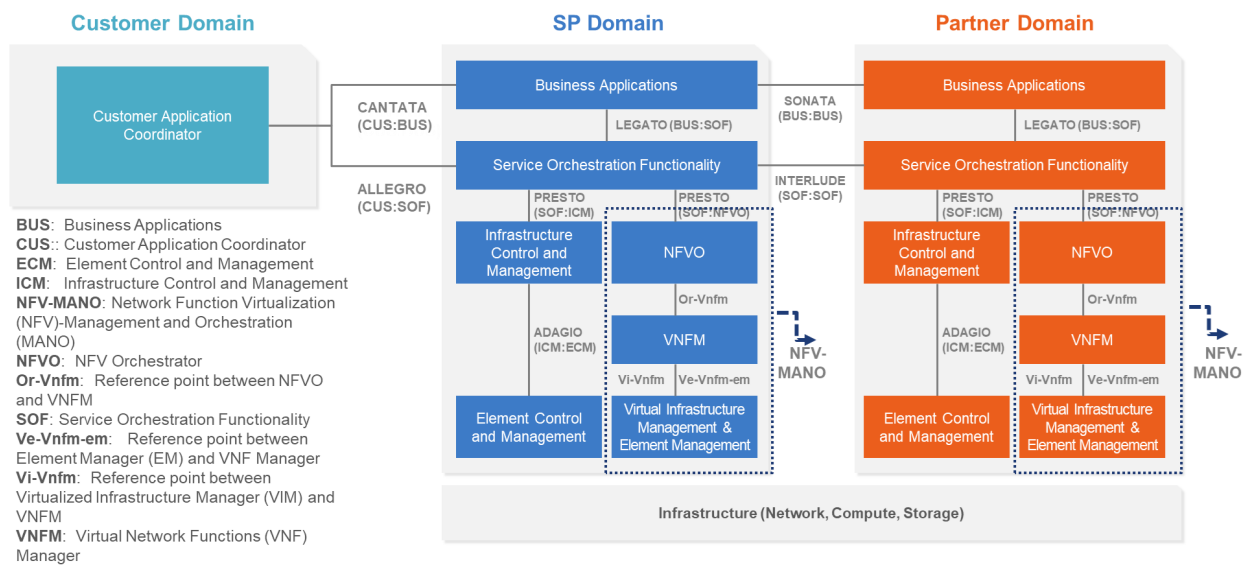 Customer Domain
SP Domain
Partner Domain
Customer Application
Coordinator
CANTATA
(CUS:BUS)
ALLEGRO
(CUS:SOF)
Business Applications
LEGATO (BUS:SOF)
Service Orchestration Functionality
PRESTO
(SOF:ICM)
PRESTO
(SOF:NFVO)
Infrastructure
Control and
Management
NFVO
Or-Vnfm
ADAGIO
(ICM:ECM)
VNFM
Vi-Vnfm
Ve-Vnfm-em
Element Control
and Management
Virtual Infrastructure
Management &
Element Management
NFV-
MANO
SONATA
(BUS:BUS)
INTERLUDE
(SOF:SOF)
Business Applications
LEGATO (BUS:SOF)
Service Orchestration Functionality
PRESTO
(SOF:ICM)
PRESTO
(SOF:NFVO)
Infrastructure
Control and
Management
NFVO
Or-Vnfm
ADAGIO
(ICM:ECM)
VNFM
Vi-Vnfm
Ve-Vnfm-em
Element Control
and Management
Virtual Infrastructure
Management &
Element Management
NFV-
MANO
BUS: Business Applications
CUS:: Customer Application Coordinator
ECM: Element Control and Management
ICM: Infrastructure Control and Management
NFV-MANO: Network Function Virtualization
(NFV)-Management and Orchestration
(MANO)
NFVO: NFV Orchestrator
Or-Vnfm: Reference point between NFVO
and VNFM
SOF: Service Orchestration Functionality
Ve-Vnfm-em: Reference point between
Element Manager (EM) and VNF Manager
Vi-Vnfm: Reference point between
Virtualized Infrastructure Manager (VIM) and
VNFM
VNFM: Virtual Network Functions (VNF)
Manager
Infrastructure (Network, Compute, Storage)